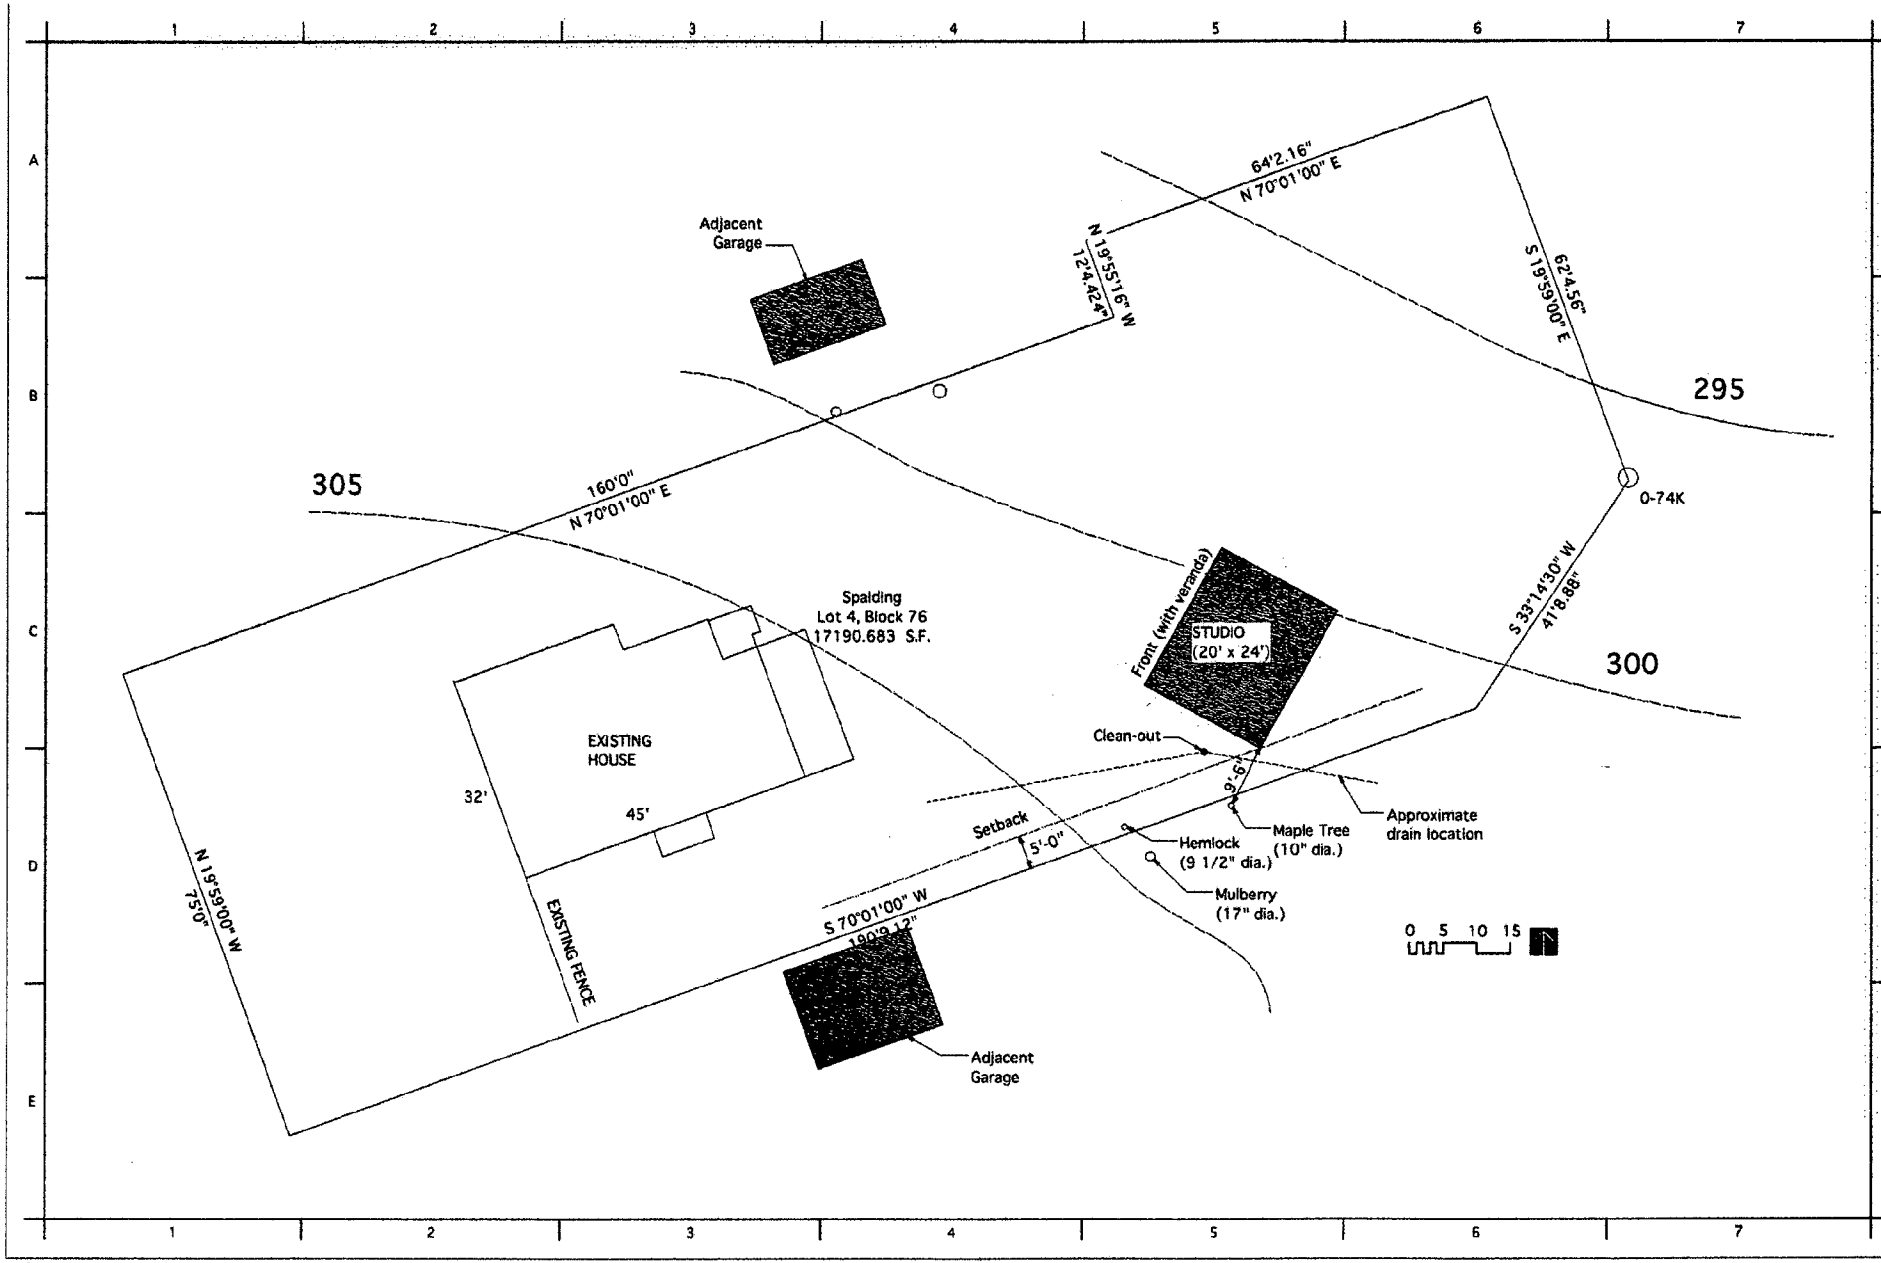 1 2 3 4 5 6 7
A
64'2.16"
N 70°01'00" E
Adjacent
Garage
N 19°55'16" W
12'4.424"
62'4.56"
S 19°59'00" E
B
295
305
160'0"
N 70°01'00" E
0-74K
Front (with veranda)
S 33°14'30" W
41'8.88"
C
Spalding
Lot 4, Block 76
17190.683 S.F.
STUDIO
(20' x 24')
300
EXISTING
HOUSE
Clean-out
32'
45'
9'-6"
Setback
5'-0"
Approximate
drain location
Maple Tree
(10" dia.)
Hemlock
(9 1/2" dia.)
D
Mulberry
(17" dia.)
N 19°59'00" W
75'0"
EXISTING FENCE
S 70°01'00" W
190'9.12"
0 5 10 15
Adjacent
Garage
E
1 2 3 4 5 6 7